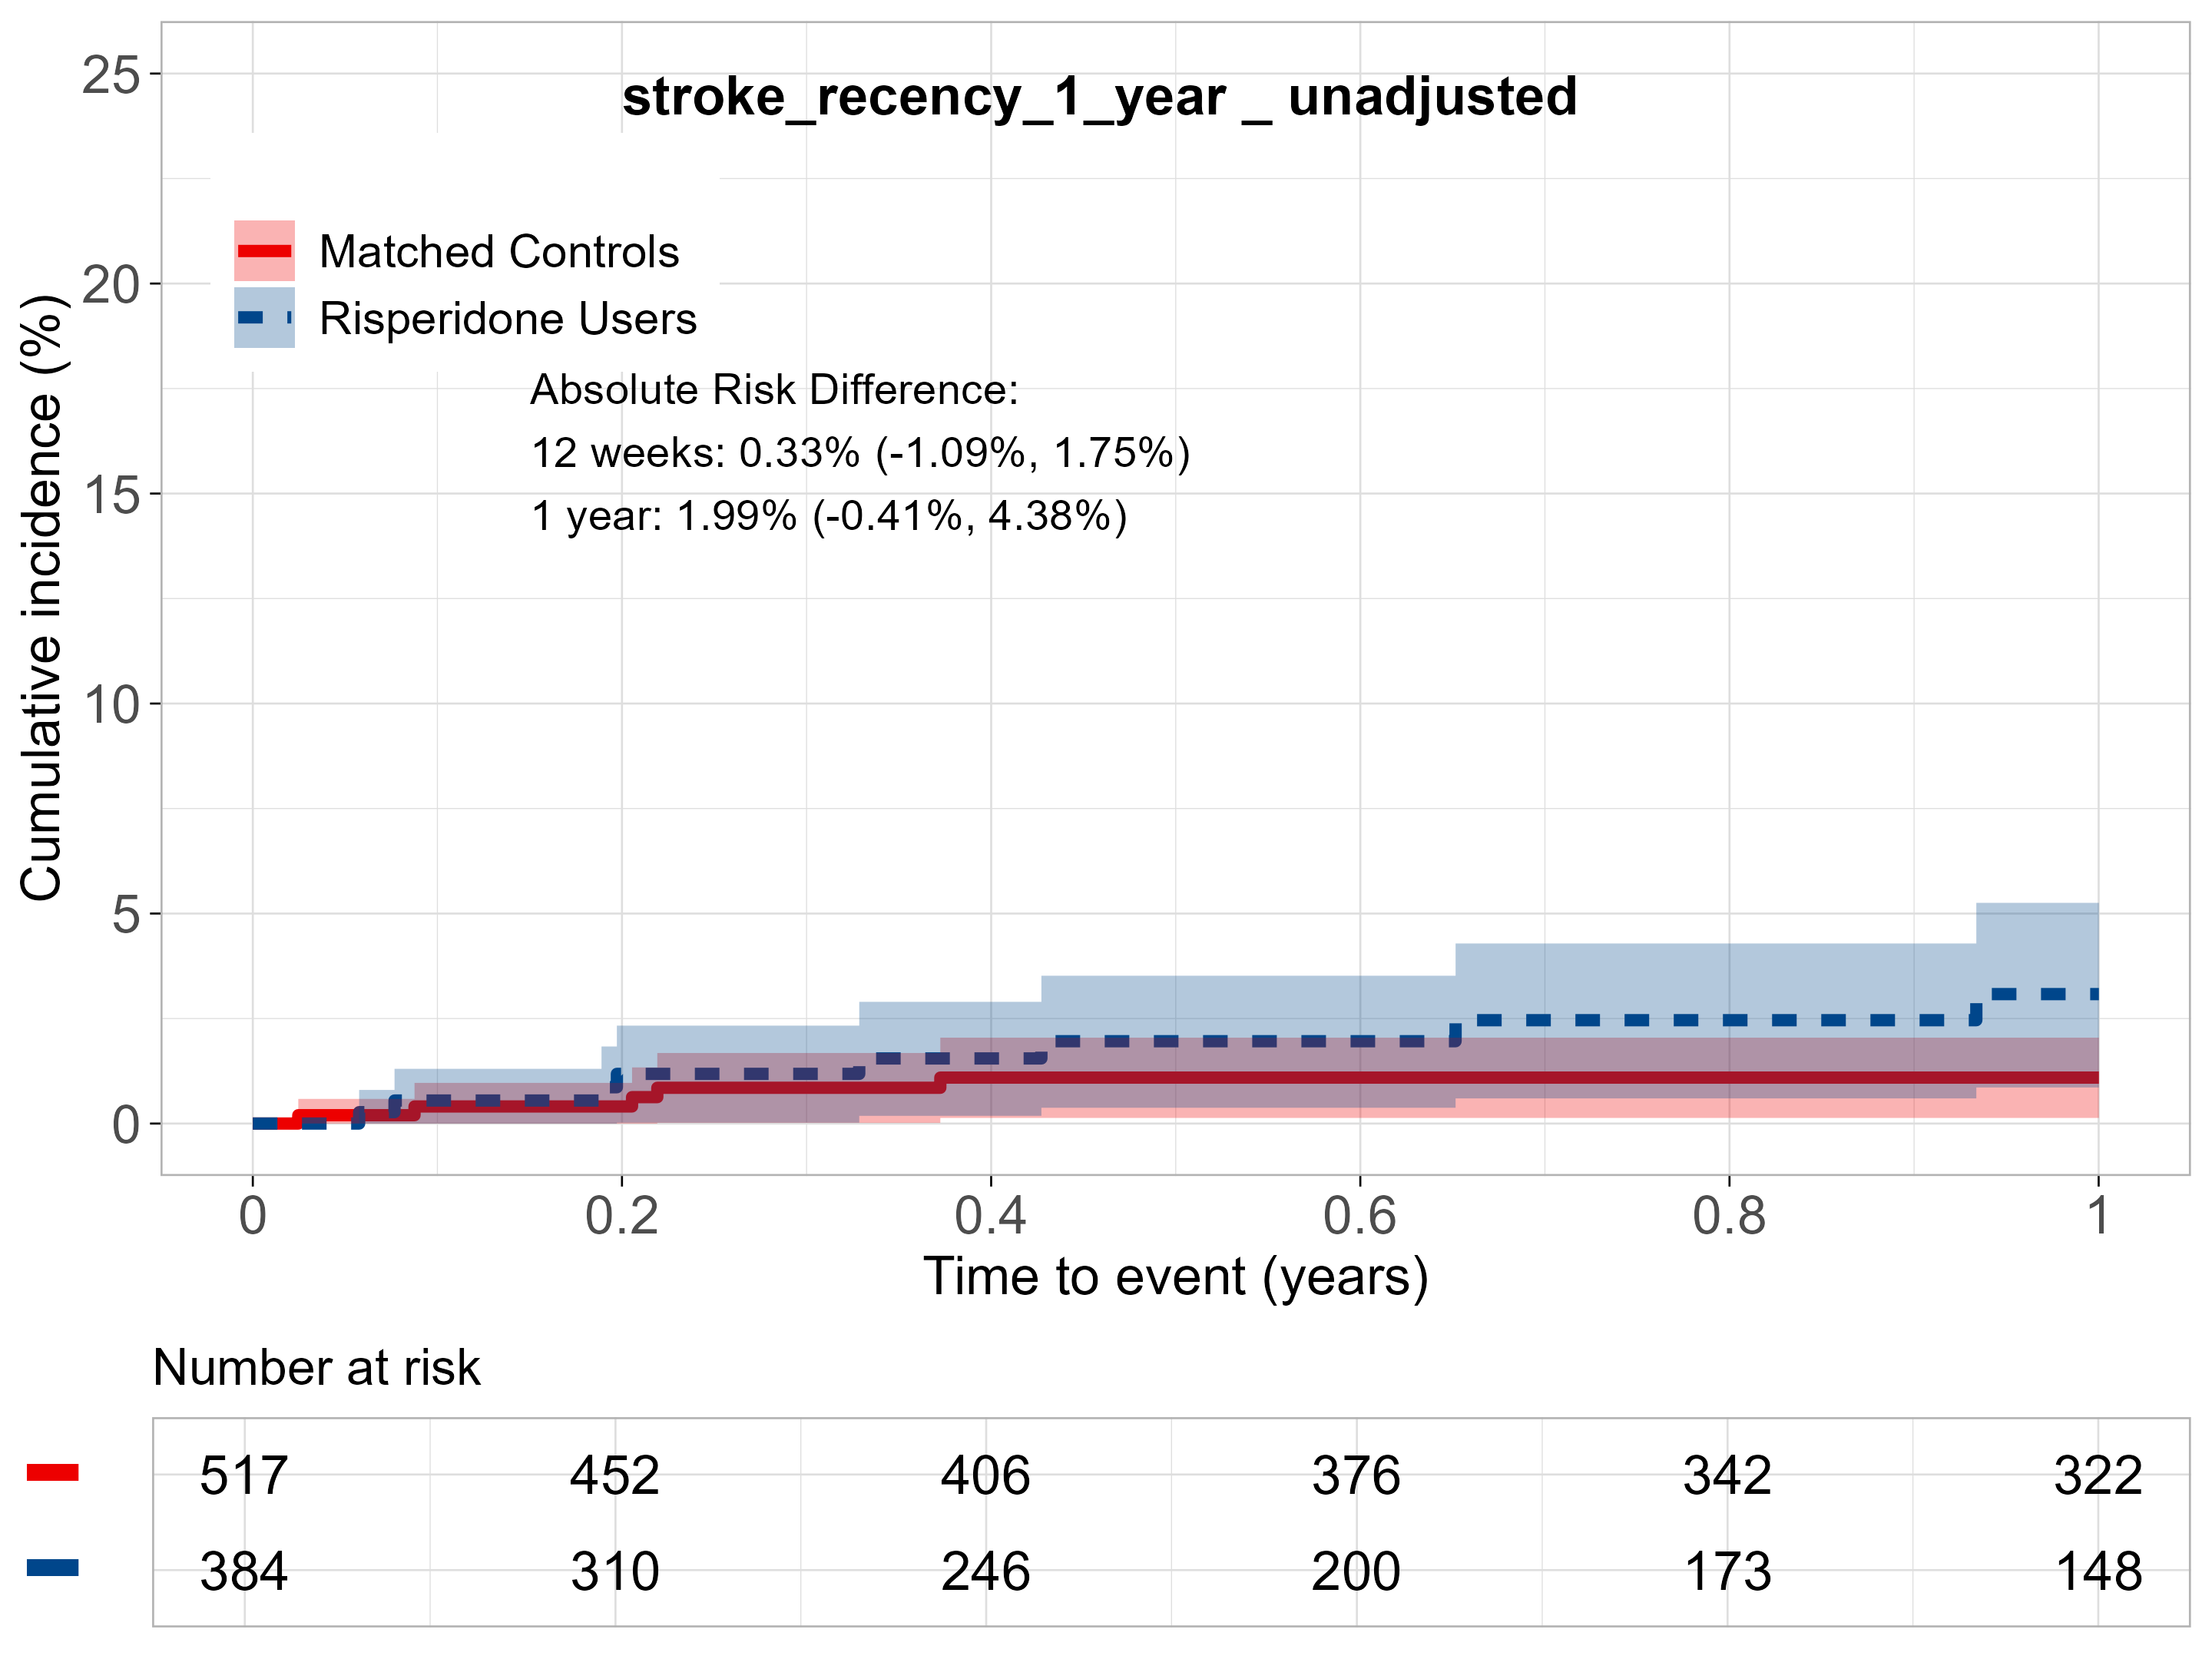 stroke_recency_1_year _ unadjusted
Matched Controls
Risperidone Users
Absolute Risk Difference:
12 weeks: 0.33% (-1.09%, 1.75%)
1 year: 1.99% (-0.41%, 4.38%)
Cumulative incidence (%)
25
20
15
10
5
0
0 0.2 0.4 0.6 0.8 1
Time to event (years)
Number at risk
517 452 406 376 342 322
384 310 246 200 173 148